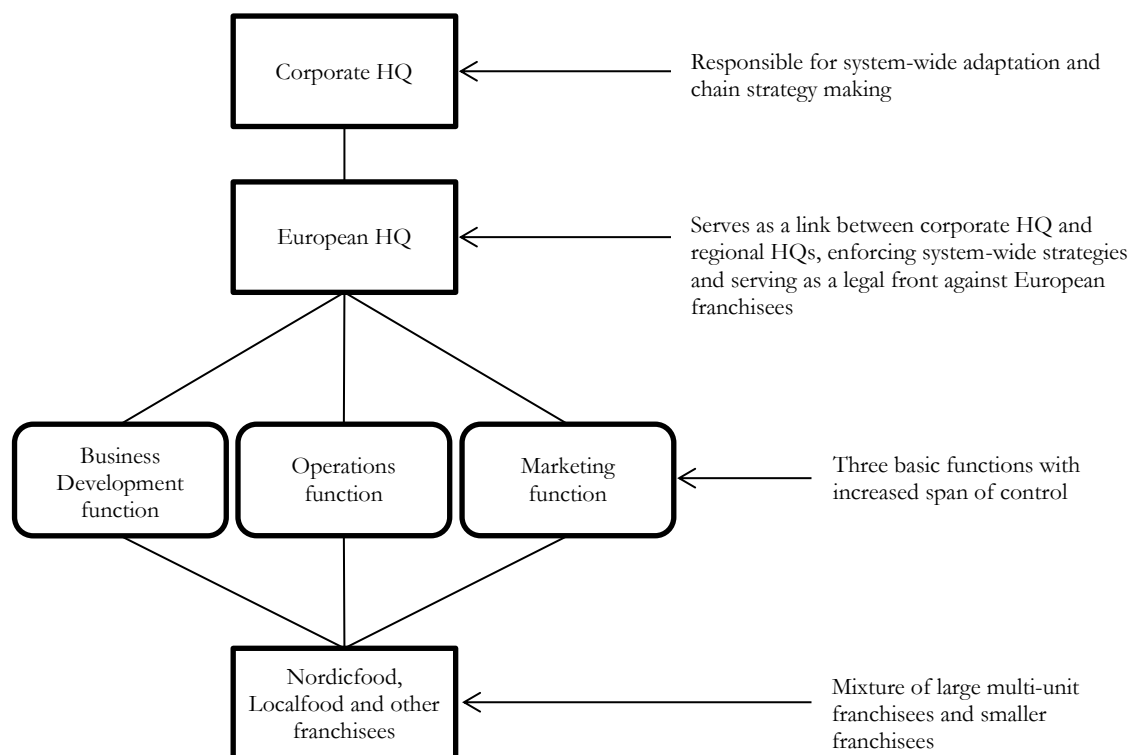 Corporate HQ
Responsible for system-wide adaptation and
chain strategy making
European HQ
Serves as a link between corporate HQ and
regional HQs, enforcing system-wide strategies
and serving as a legal front against European
franchisees
Business
Development
function
Operations
function
Marketing
function
Three basic functions with
increased span of control
Nordicfood,
Localfood and other
franchisees
Mixture of large multi-unit
franchisees and smaller
franchisees